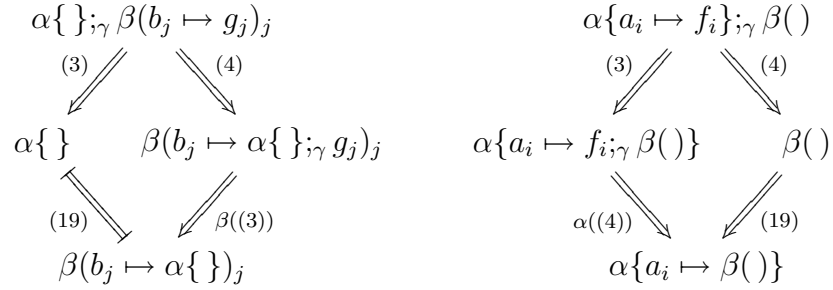 α{ };γ β(bj ↦ gj)j α{ai ↦ fi};γ β( )
(3) (4) (3) (4)
α{ } β(bj ↦ α{ };γ gj)j α{ai ↦ fi;γ β( )} β( )
(19) β((3)) α((4)) (19)
β(bj ↦ α{ })j α{ai ↦ β( )}